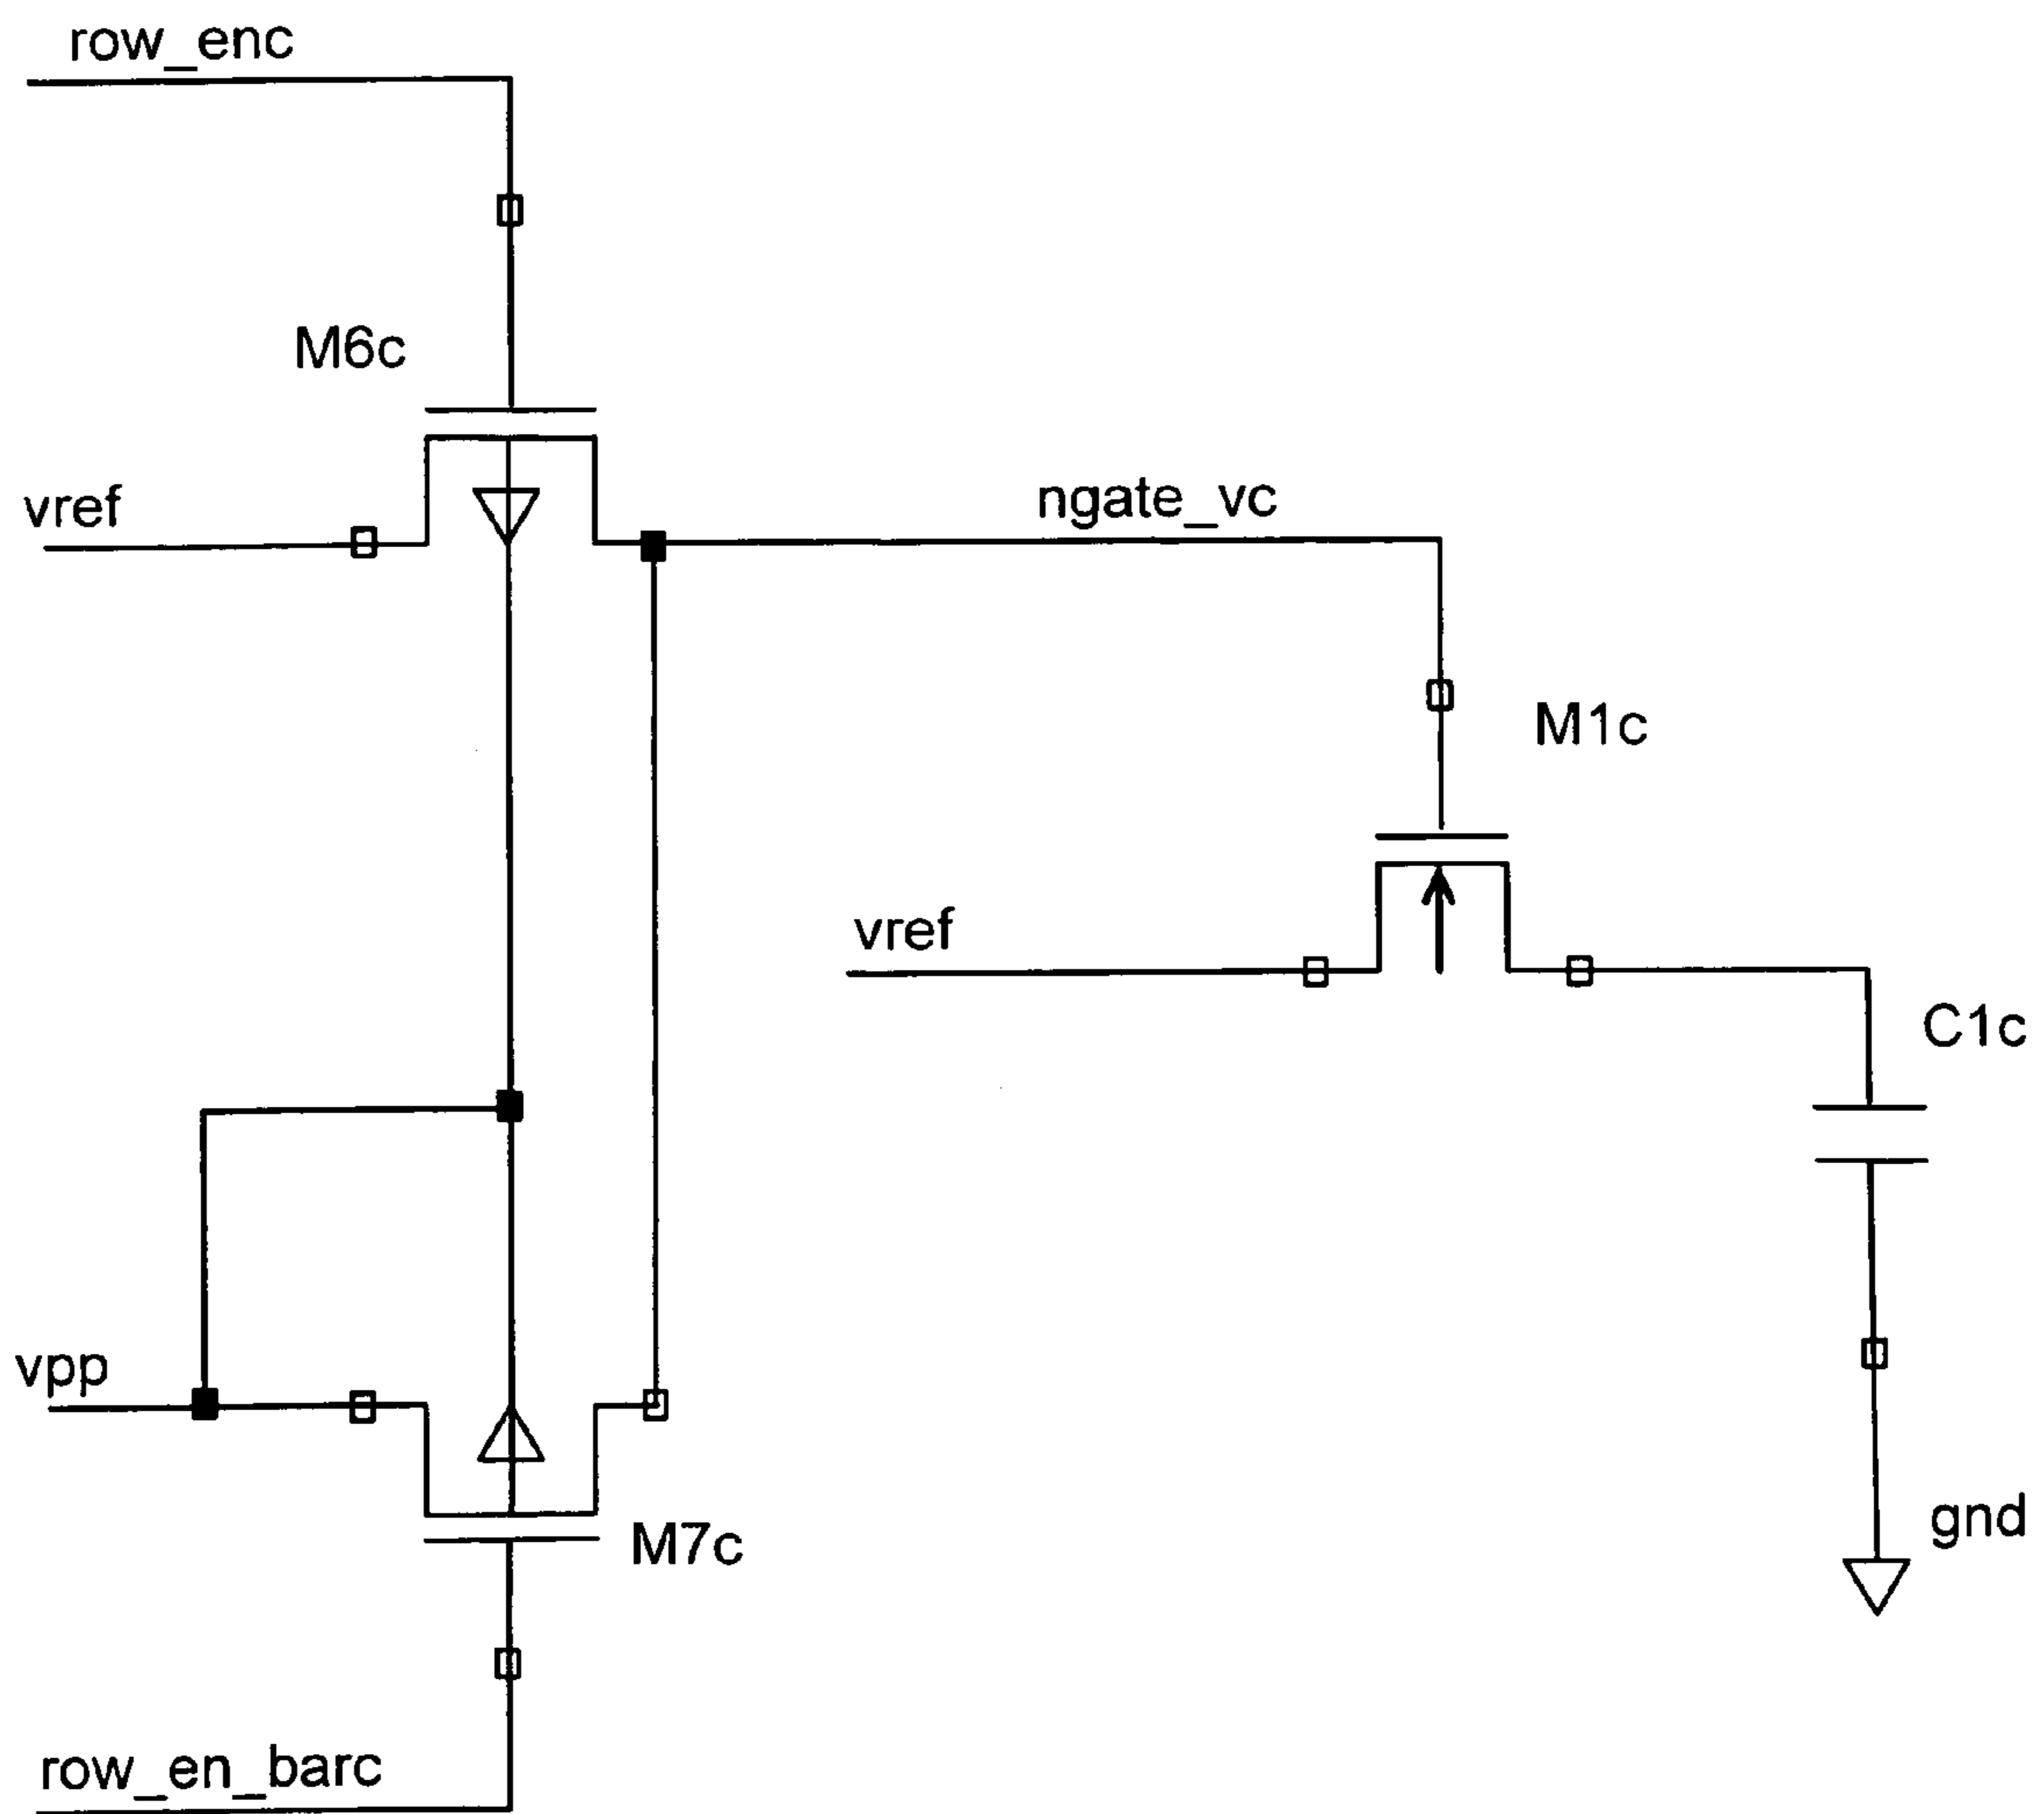 row_enc
M6c
vref
ngate_vc
M1c
vref
C1c
vpp
gnd
M7c
row_en_barc